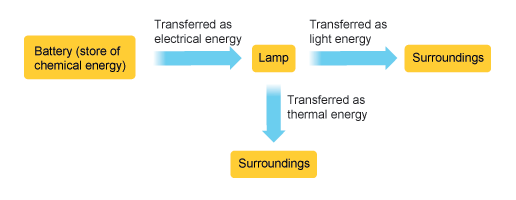 Transferred as
electrical energy
Transferred as
light energy
Battery (store of
chemical energy)
Lamp
Surroundings
Transferred as
thermal energy
Surroundings